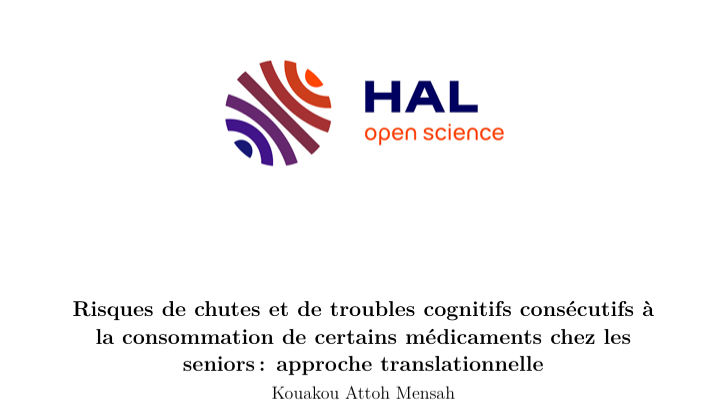 HAL
open science
Risques de chutes et de troubles cognitifs consécutifs à
la consommation de certains médicaments chez les
seniors : approche translationnelle
Kouakou Attoh Mensah